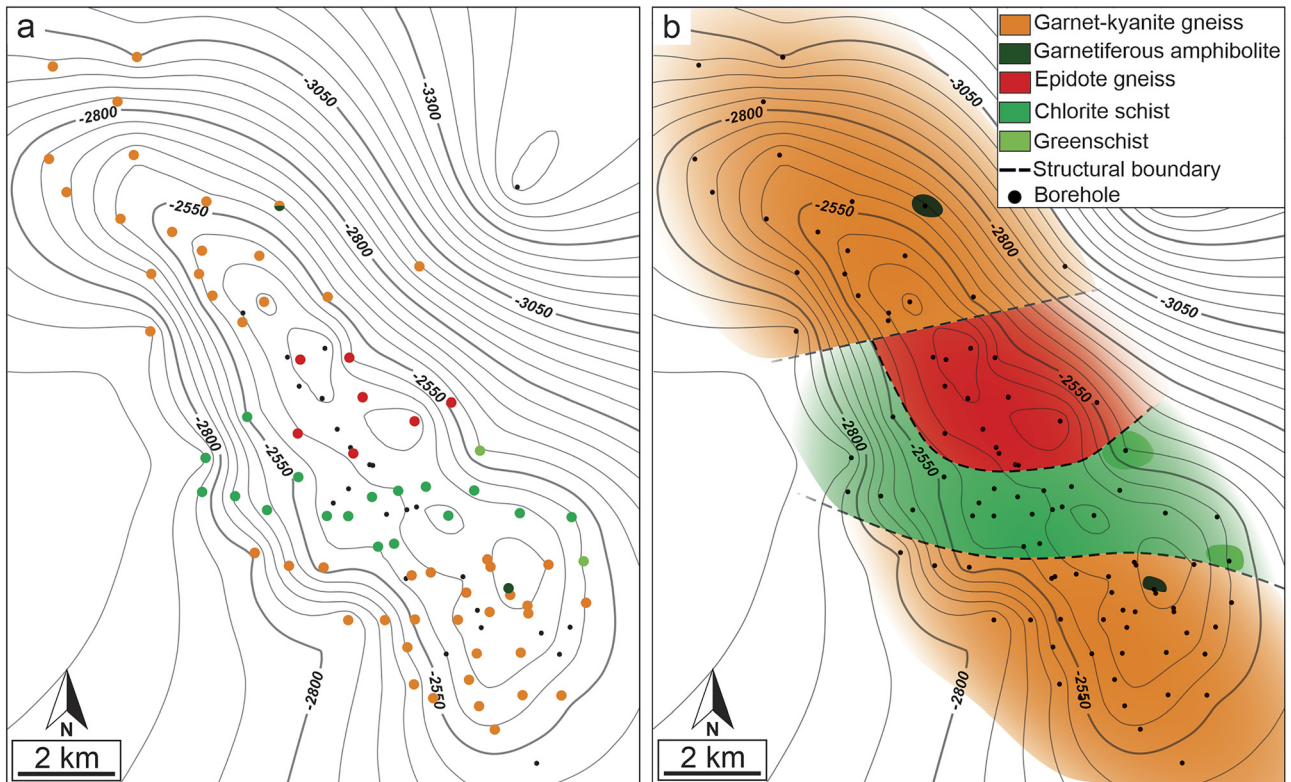 a
-3050
-3300
-2800
-2550
-2800
-3050
-2550
-2800
-2550
-2800
-2550
N
2 km
b
Garnet-kyanite gneiss
Garnetiferous amphibolite
Epidote gneiss
Chlorite schist
Greenschist
Structural boundary
Borehole
-3050
-2800
-2550
-2800
-3050
-2550
-2800
-2550
-2800
-2550
N
2 km